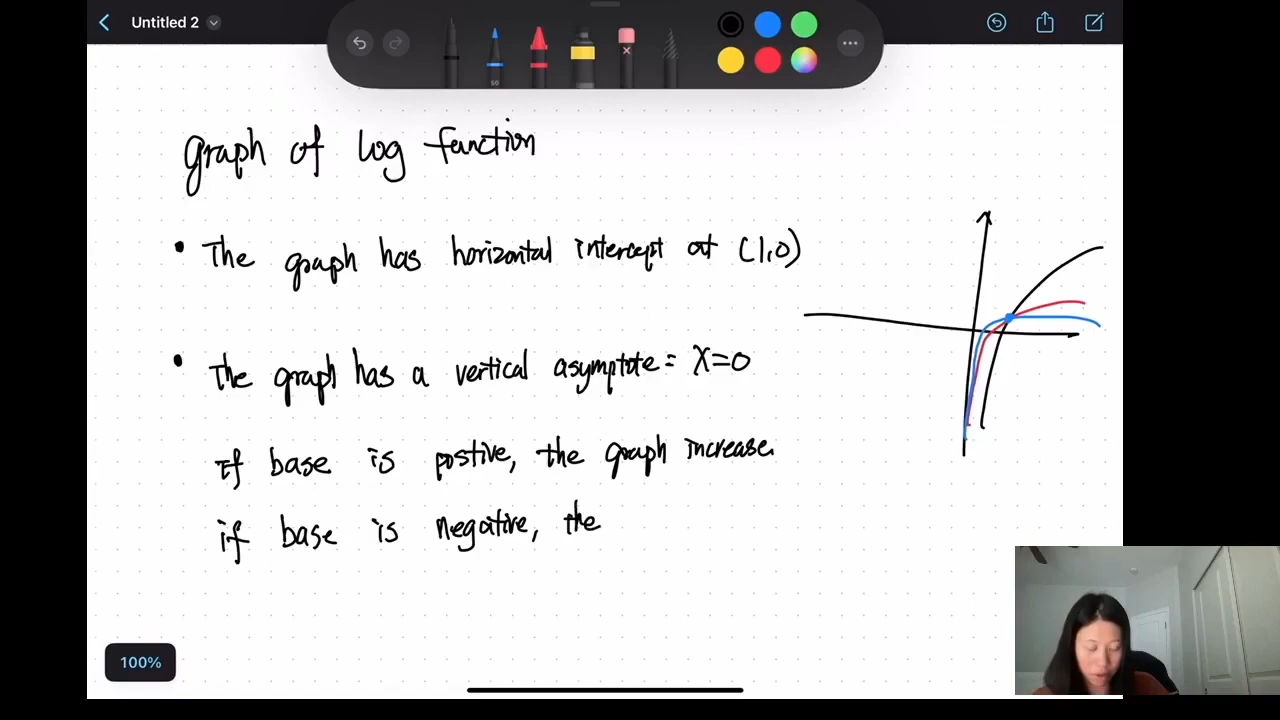 Untitled 2
56
graph of log function
• The graph has horizontal intercept at (1,0)
• The graph has a vertical asymptote = X=0
If base is postive, the graph increase.
if base is negative, the
100%